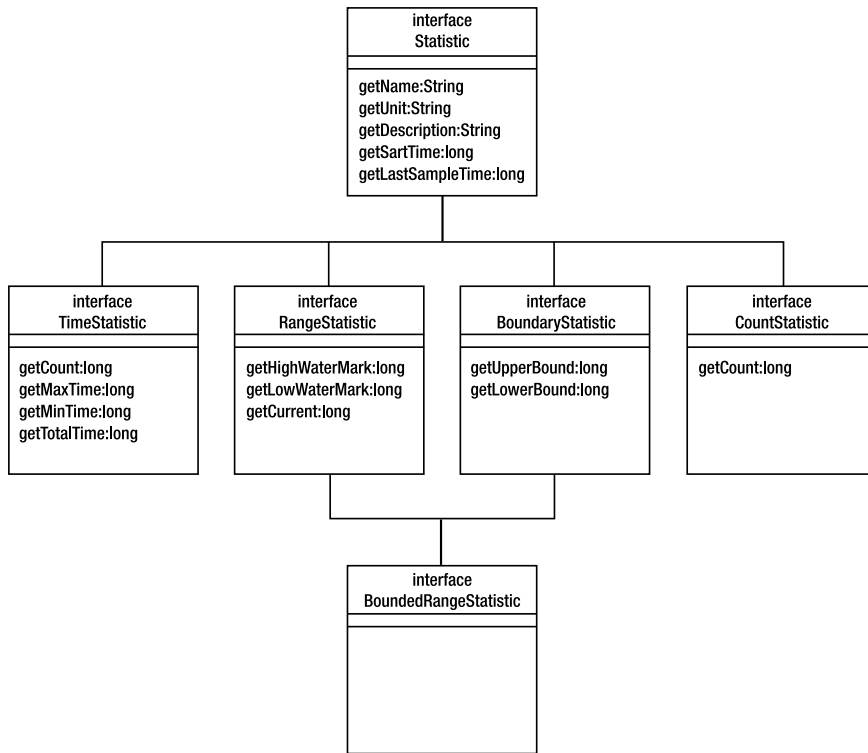 interface
Statistic
getName:String
getUnit:String
getDescription:String
getSartTime:long
getLastSampleTime:long
interface
TimeStatistic
getCount:long
getMaxTime:long
getMinTime:long
getTotalTime:long
interface
RangeStatistic
getHighWaterMark:long
getLowWaterMark:long
getCurrent:long
interface
BoundaryStatistic
getUpperBound:long
getLowerBound:long
interface
CountStatistic
getCount:long
interface
BoundedRangeStatistic